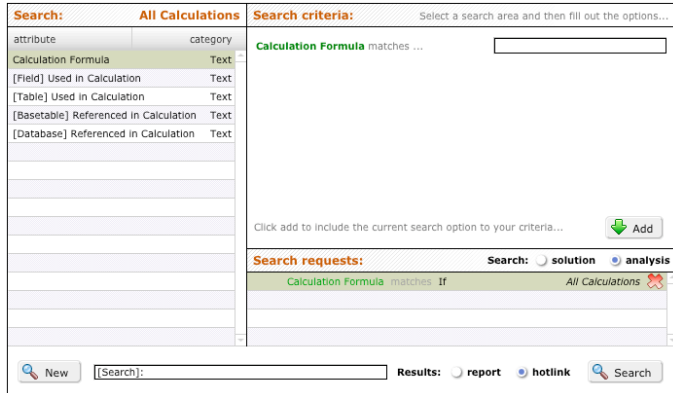 Search: All Calculations
attribute category
Calculation Formula Text
[Field] Used in Calculation Text
[Table] Used in Calculation Text
[Basetable] Referenced in Calculation Text
[Database] Referenced in Calculation Text
Search criteria: Select a search area and then fill out the options...
Calculation Formula matches ...
Click add to include the current search option to your criteria... Add
Search requests: Search: solution analysis
Calculation Formula matches If All Calculations
New [Search]: Results: report hotlink Search